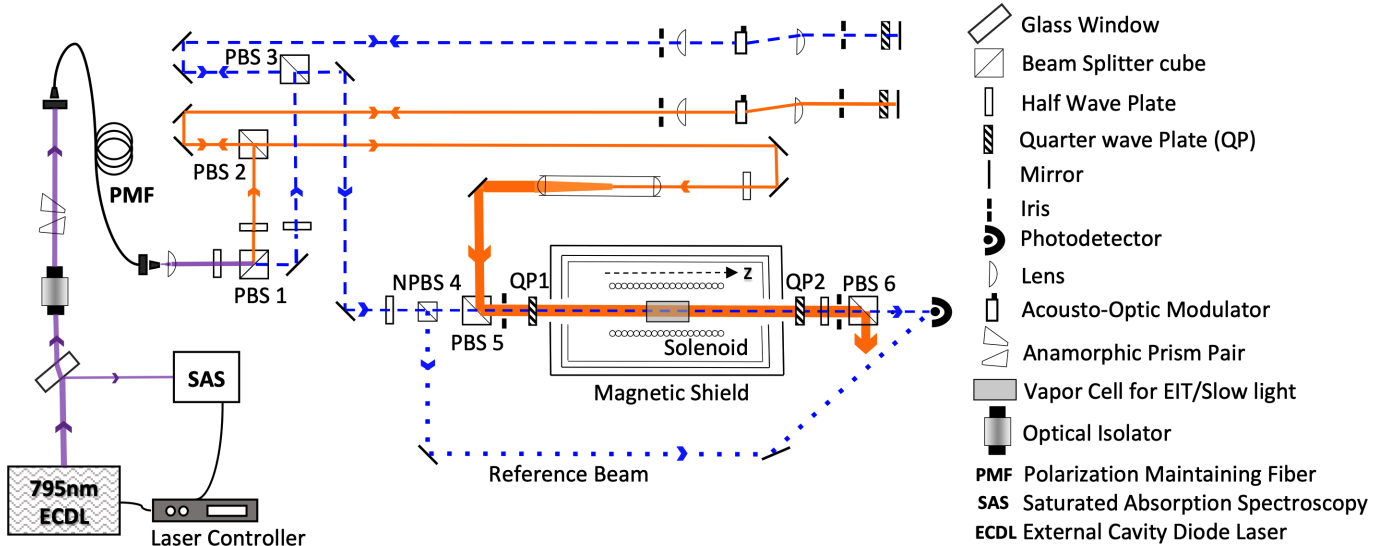 PBS 3
PBS 2
PMF
PBS 1
NPBS 4
PBS 5
QP1
z
QP2
PBS 6
Solenoid
Magnetic Shield
SAS
Reference Beam
795nm
ECDL
Laser Controller
Glass Window
Beam Splitter cube
Half Wave Plate
Quarter wave Plate (QP)
Mirror
Iris
Photodetector
Lens
Acousto-Optic Modulator
Anamorphic Prism Pair
Vapor Cell for EIT/Slow light
Optical Isolator
PMF Polarization Maintaining Fiber
SAS Saturated Absorption Spectroscopy
ECDL External Cavity Diode Laser